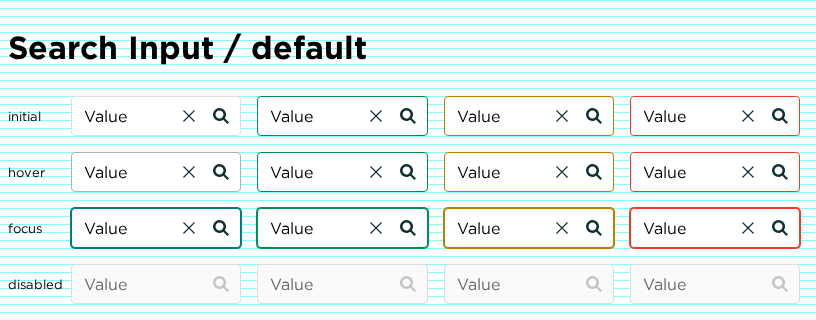 Search Input / default
initial Value Value Value Value
hover Value Value Value Value
focus Value Value Value Value
disabled Value Value Value Value